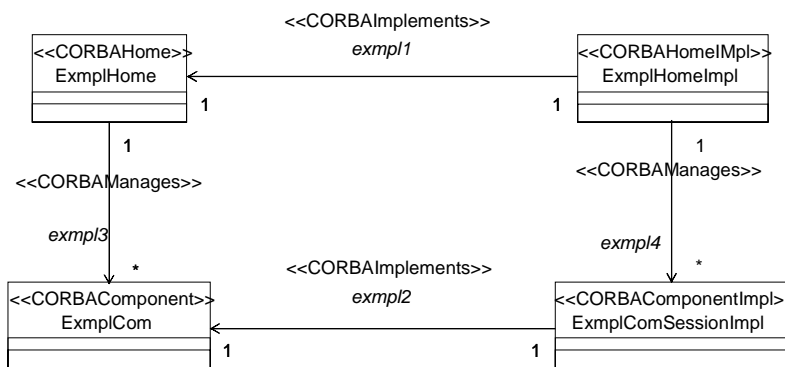 <<CORBAImplements>>
exmpl1
<<CORBAHome>>
ExmplHome
<<CORBAHomeIMpl>>
ExmplHomeImpl
1
1
1
1
<<CORBAManages>>
<<CORBAManages>>
exmpl3
exmpl4
*
*
<<CORBAImplements>>
exmpl2
<<CORBAComponent>>
ExmplCom
<<CORBAComponentImpl>
ExmplComSessionImpl
1
1